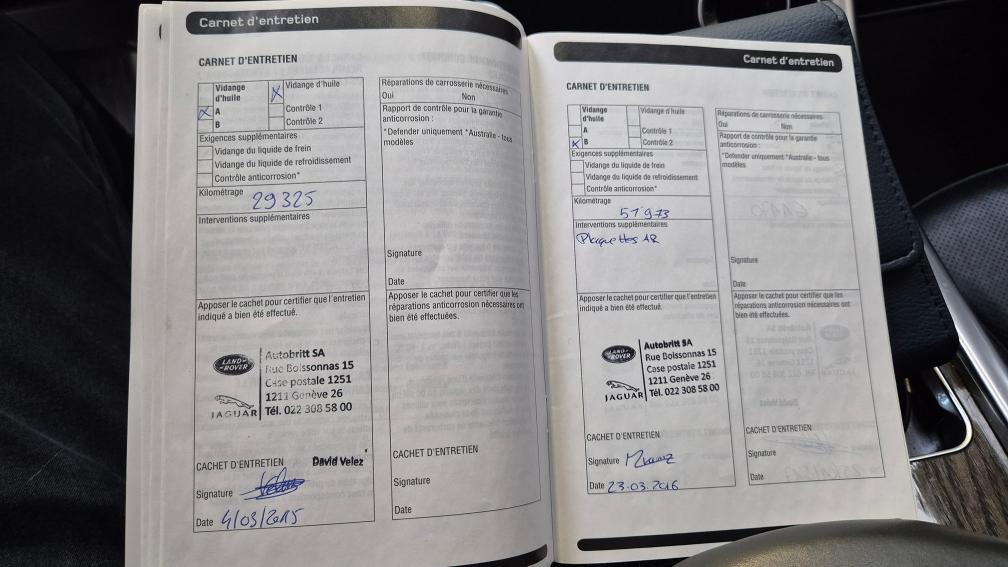 Carnet d'entretien
CARNET D'ENTRETIEN
Vidange d'huile
Vidange d'huile
A
Contrôle 1
B
Contrôle 2
Exigences supplémentaires
Vidange du liquide de frein
Vidange du liquide de refroidissement
Contrôle anticorrosion*
Kilométrage
29325
Interventions supplémentaires
Apposer le cachet pour certifier que l'entretien
indiqué a bien été effectué.
LAND-ROVER
JAGUAR
Autobritt SA
Rue Boissonnas 15
Case postale 1251
1211 Genève 26
Tél. 022 308 58 00
CACHET D'ENTRETIEN David Velez
Signature
Date 4/03/2015
Réparations de carrosserie nécessaires
Oui Non
Rapport de contrôle pour la garantie
anticorrosion :
*Defender uniquement *Australie - tous
modèles
Signature
Date
Apposer le cachet pour certifier que les
réparations anticorrosion nécessaires ont
bien été effectuées.
CACHET D'ENTRETIEN
Signature
Date
Carnet d'entretien
CARNET D'ENTRETIEN
Vidange d'huile
Vidange d'huile
A
Contrôle 1
B
Contrôle 2
Exigences supplémentaires
Vidange du liquide de frein
Vidange du liquide de refroidissement
Contrôle anticorrosion*
Kilométrage
51'973
Interventions supplémentaires
Plaquettes AR
Apposer le cachet pour certifier que l'entretien
indiqué a bien été effectué.
LAND-ROVER
JAGUAR
Autobritt SA
Rue Boissonnas 15
Case postale 1251
1211 Genève 26
Tél. 022 308 58 00
CACHET D'ENTRETIEN
Signature
Date 23.03.2016
Réparations de carrosserie nécessaires
Oui Non
Rapport de contrôle pour la garantie
anticorrosion :
*Defender uniquement *Australie - tous
modèles
Signature
Date
Apposer le cachet pour certifier que les
réparations anticorrosion nécessaires ont
bien été effectuées.
CACHET D'ENTRETIEN
Signature
Date